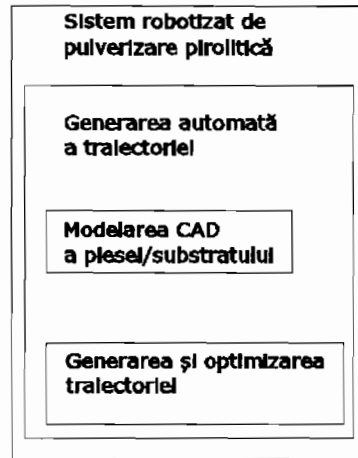 Sistem robotizat de
pulverizare pirolitică
Generarea automată
a traiectoriei
Modelarea CAD
a piesei/substratului
Generarea și optimizarea
traiectoriei